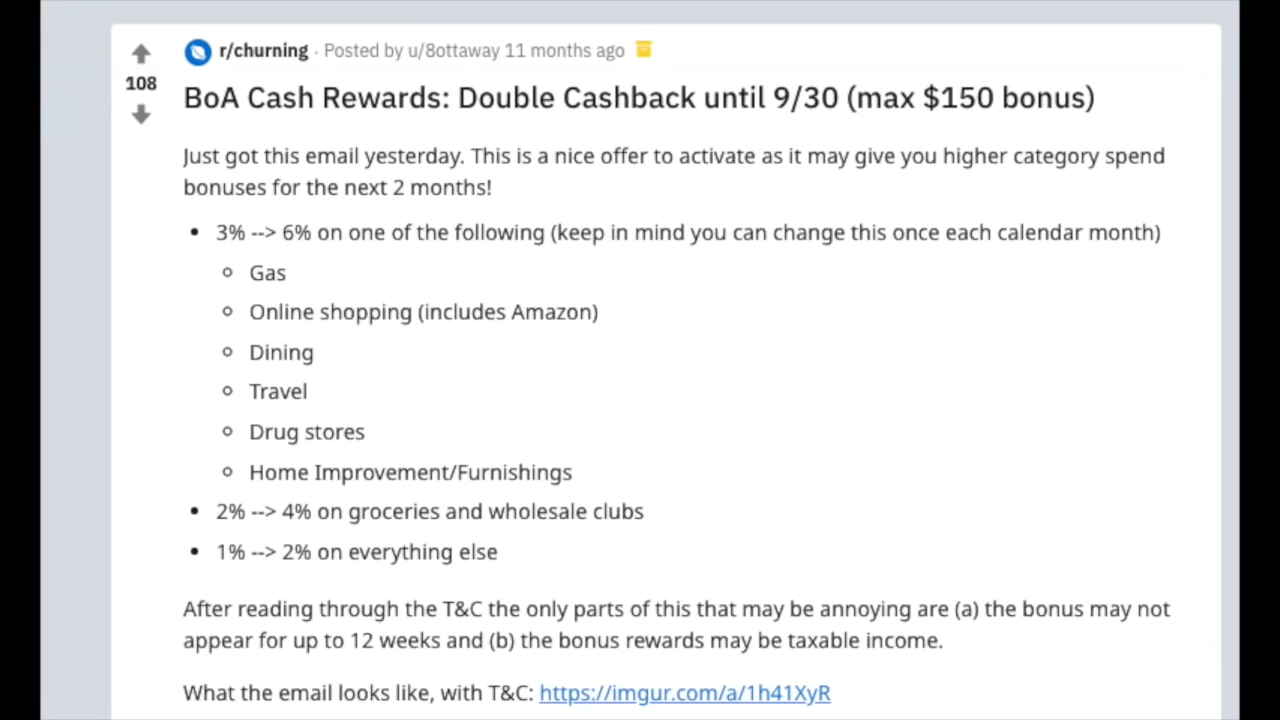 r/churning · Posted by u/8ottaway 11 months ago
108
BoA Cash Rewards: Double Cashback until 9/30 (max $150 bonus)
Just got this email yesterday. This is a nice offer to activate as it may give you higher category spend
bonuses for the next 2 months!
• 3% --> 6% on one of the following (keep in mind you can change this once each calendar month)
○ Gas
○ Online shopping (includes Amazon)
○ Dining
○ Travel
○ Drug stores
○ Home Improvement/Furnishings
• 2% --> 4% on groceries and wholesale clubs
• 1% --> 2% on everything else
After reading through the T&C the only parts of this that may be annoying are (a) the bonus may not
appear for up to 12 weeks and (b) the bonus rewards may be taxable income.
What the email looks like, with T&C: https://imgur.com/a/1h41XyR